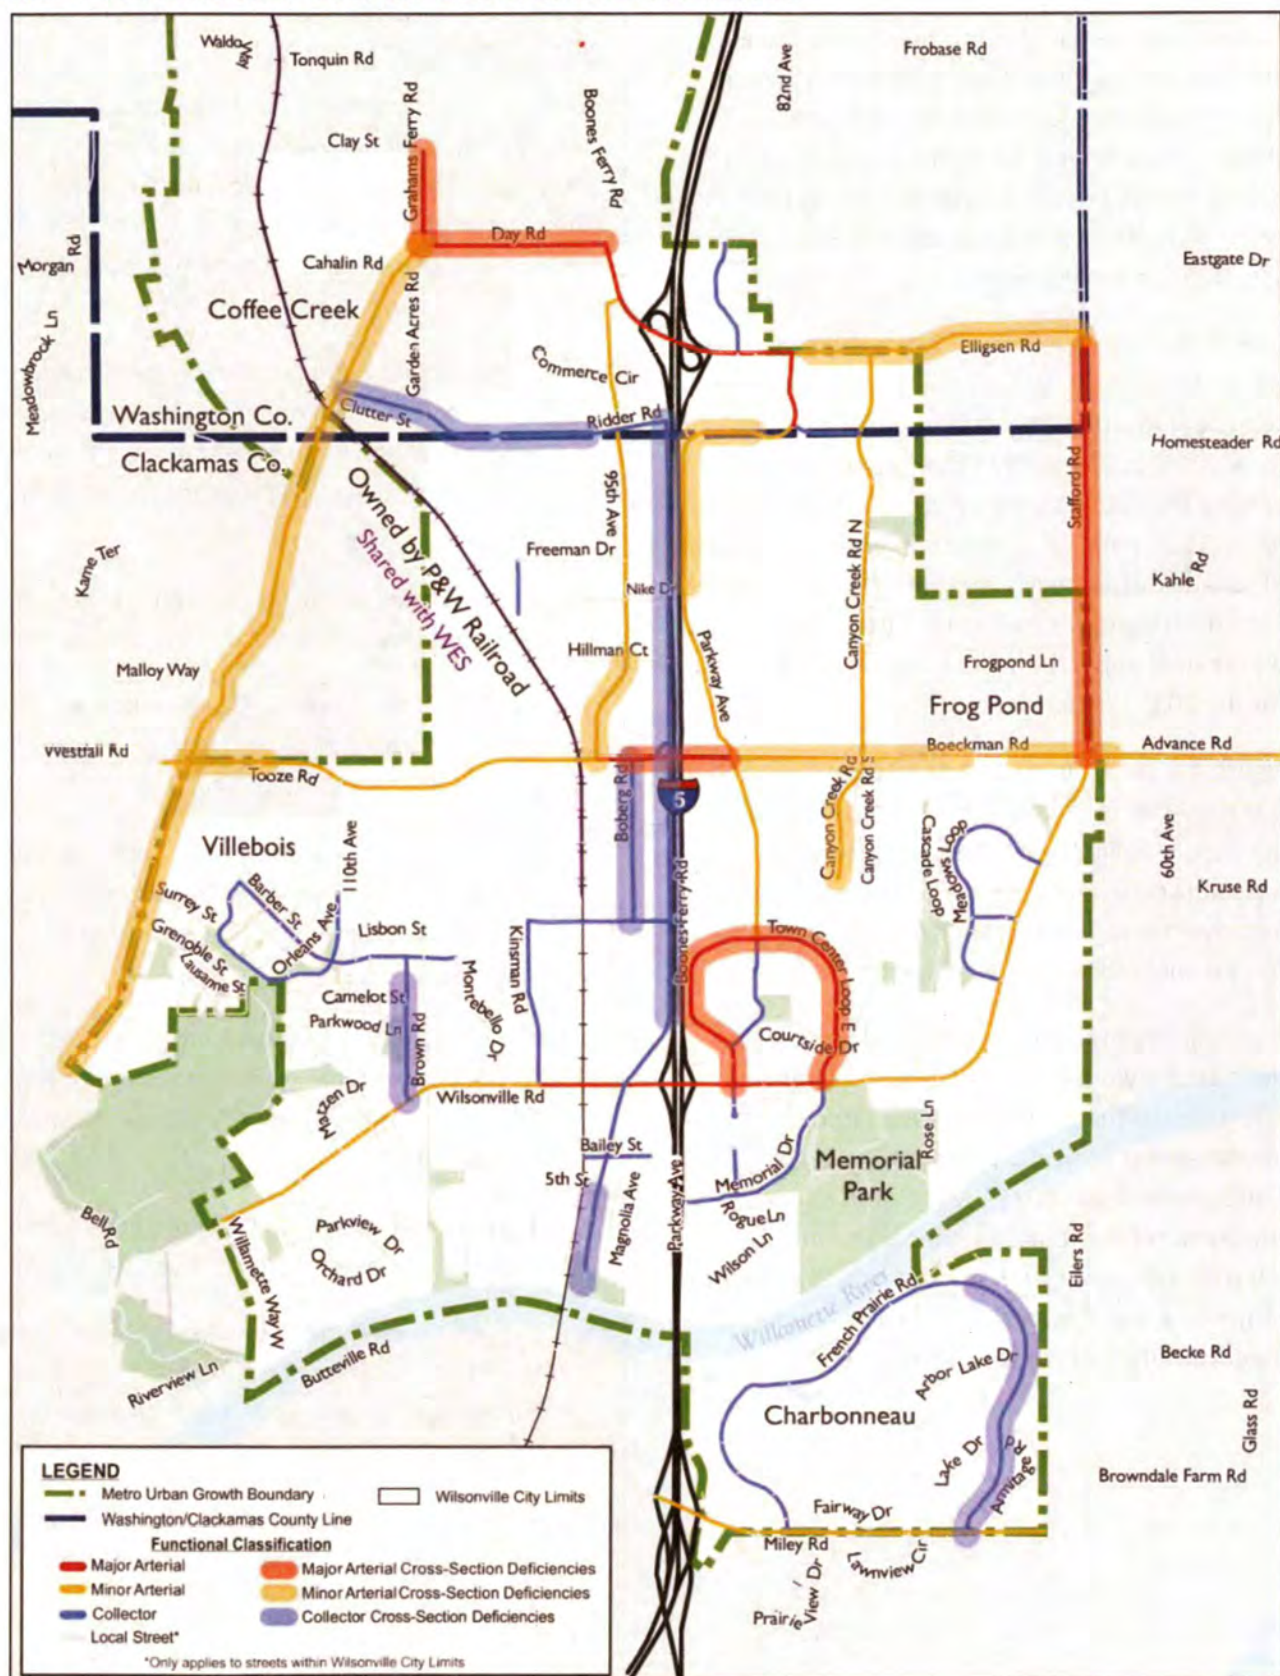 Waldo Way
Tonquin Rd
Frobase Rd
82nd Ave
Boones Ferry Rd
Grahams Ferry Rd
Clay St
Day Rd
Morgan Rd
Cahalin Rd
Eastgate Dr
Coffee Creek
Garden Acres Rd
Meadowbrook Ln
Elligsen Rd
Commerce Cir
Clutter St
Ridder Rd
Washington Co.
Homesteader Rd
Clackamas Co.
Stafford Rd
Owned by P&W Railroad
Shared with WES
95th Ave
Canyon Creek Rd N
Freeman Dr
Kame Ter
Nike Dr
Kahle Rd
Hillman Ct
Parkway Ave
Malloy Way
Frogpond Ln
Frog Pond
Westfall Rd
Boeckman Rd
Advance Rd
Tooze Rd
5
Boberg Rd
Canyon Creek Rd
Canyon Creek Rd S
Villebois
110th Ave
Cascade Loop
Meadows Loop
60th Ave
Kruse Rd
Surrey St
Barber St
Orleans Ave
Lisbon St
Boones Ferry Rd
Town Center Loop E
Grenoble St
Lausanne St
Kinsman Rd
Camelot St
Montebello Dr
Parkwood Ln
Brown Rd
Courtside Dr
Metzen Dr
Wilsonville Rd
Rose Ln
Bailey St
Memorial Park
5th St
Magnolia Ave
Parkway Ave
Memorial Dr
Rogue Ln
Wilson Ln
Bell Rd
Willamette Way W
Parkview Dr
Orchard Dr
Eilers Rd
Willamette River
French Prairie Rd
Riverview Ln
Butteville Rd
Arbor Lake Dr
Becke Rd
Charbonneau
Glass Rd
Lake Dr
Armitage Rd
Browndale Farm Rd
Fairway Dr
Miley Rd
Lawnview Cir
Prairie View Dr
LEGEND
Metro Urban Growth Boundary
Wilsonville City Limits
Washington/Clackamas County Line
Functional Classification
Major Arterial
Major Arterial Cross-Section Deficiencies
Minor Arterial
Minor Arterial Cross-Section Deficiencies
Collector
Collector Cross-Section Deficiencies
Local Street*
*Only applies to streets within Wilsonville City Limits